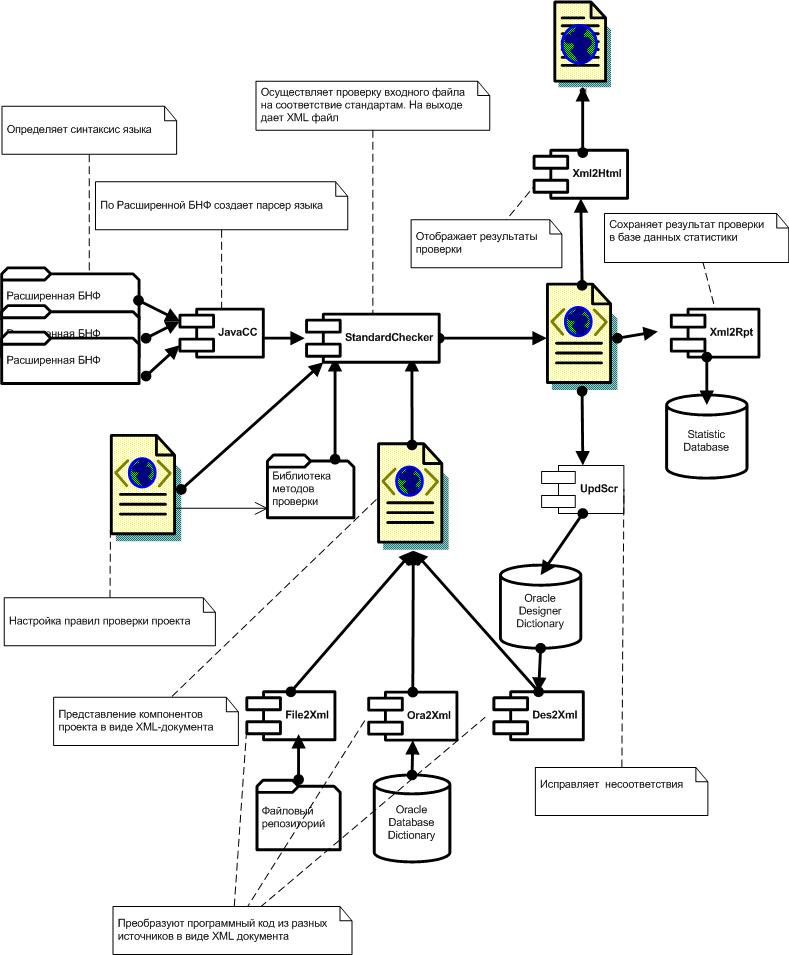 Осуществляет проверку входного файла
на соответствие стандартам. На выходе
дает XML файл
Определяет синтаксис языка
По Расширенной БНФ создает парсер языка
Xml2Html
Отображает результаты
проверки
Сохраняет результат проверки
в базе данных статистики
Расширенная БНФ
Расширенная БНФ
Расширенная БНФ
JavaCC
StandardChecker
Xml2Rpt
Statistic
Database
Библиотека
методов
проверки
UpdScr
Настройка правил проверки проекта
Oracle
Designer
Dictionary
Представление компонентов
проекта в виде XML-документа
File2Xml
Ora2Xml
Des2Xml
Исправляет несоответствия
Файловый
репозиторий
Oracle
Database
Dictionary
Преобразуют программный код из разных
источников в виде XML документа